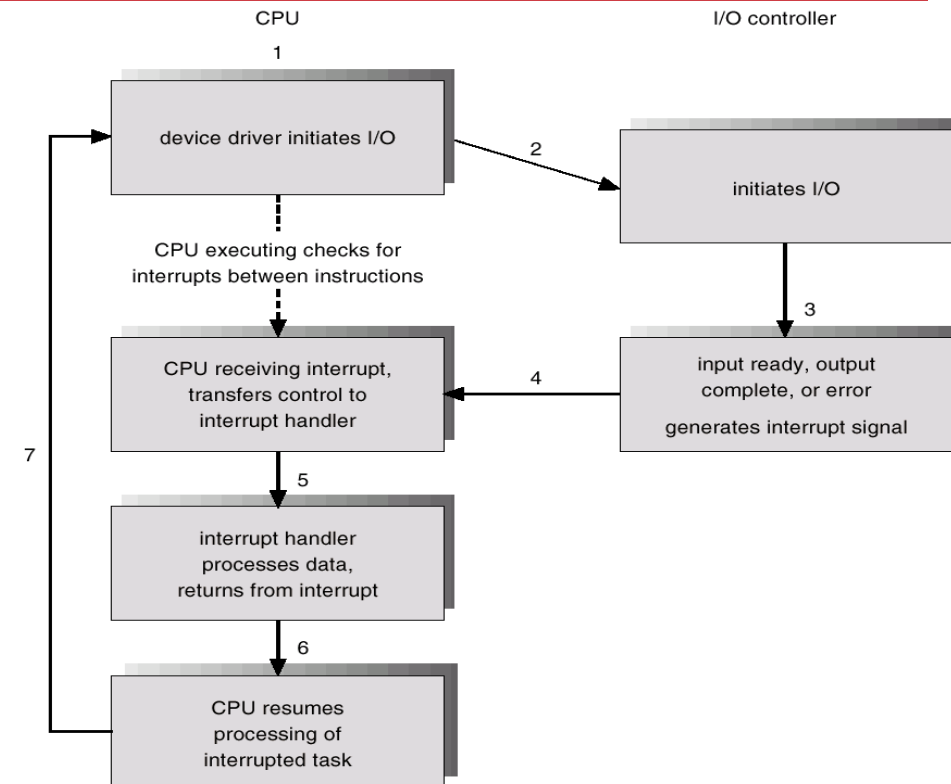 CPU
I/O controller
1
device driver initiates I/O
2
initiates I/O
CPU executing checks for
interrupts between instructions
3
CPU receiving interrupt,
transfers control to
interrupt handler
4
input ready, output
complete, or error
generates interrupt signal
7
5
interrupt handler
processes data,
returns from interrupt
6
CPU resumes
processing of
interrupted task